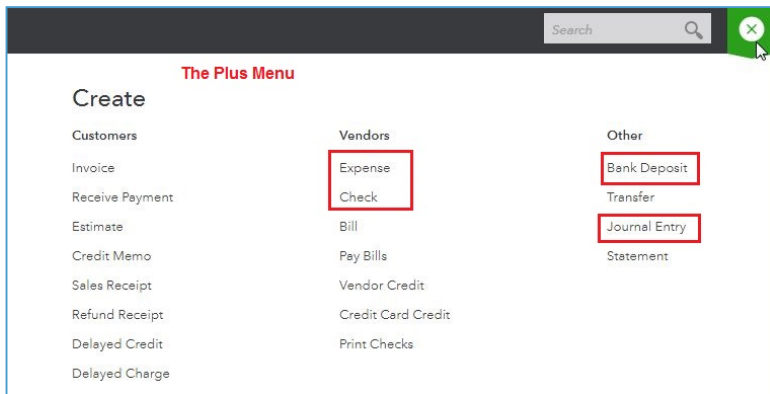 Search
The Plus Menu
Create
Customers
Invoice
Receive Payment
Estimate
Credit Memo
Sales Receipt
Refund Receipt
Delayed Credit
Delayed Charge
Vendors
Expense
Check
Bill
Pay Bills
Vendor Credit
Credit Card Credit
Print Checks
Other
Bank Deposit
Transfer
Journal Entry
Statement